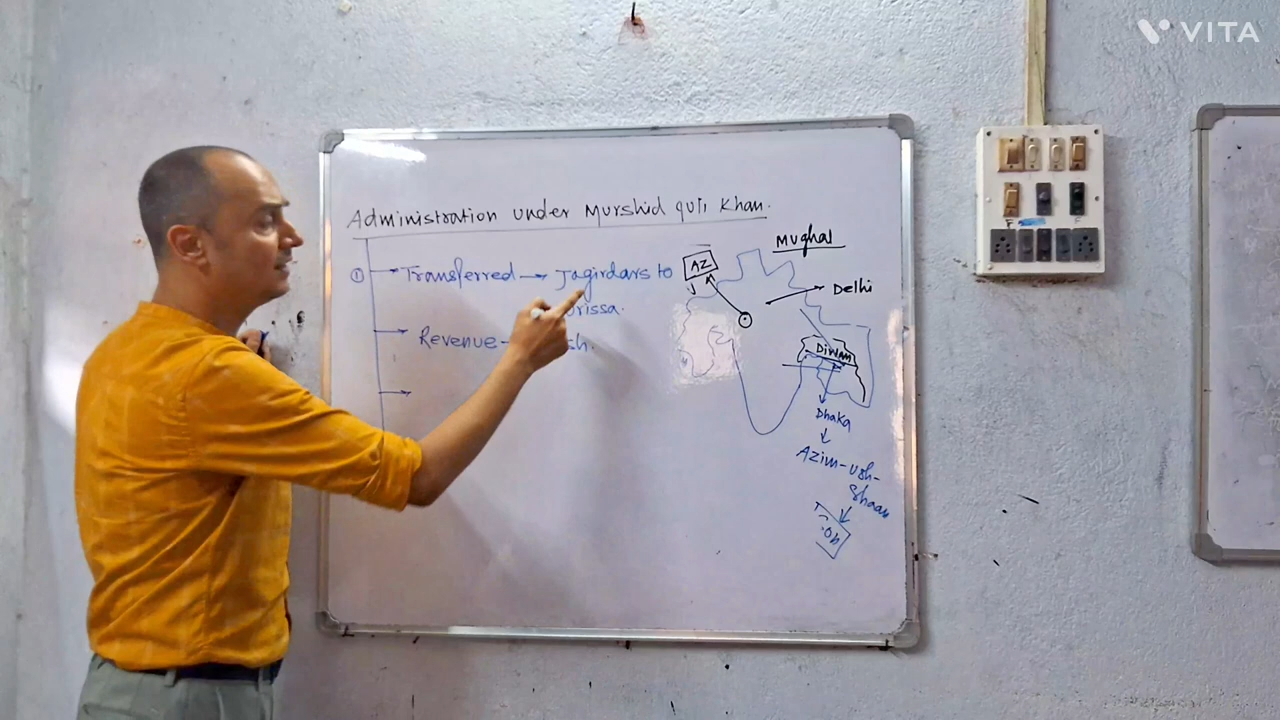 VITA
Administration under Murshid quli Khan.
① Transferred → Jagirdars to
Orissa.
Revenue
AZ
Mughal
Delhi
DIWAN
Dhaka
Azim-ush-
Shaan
F
F